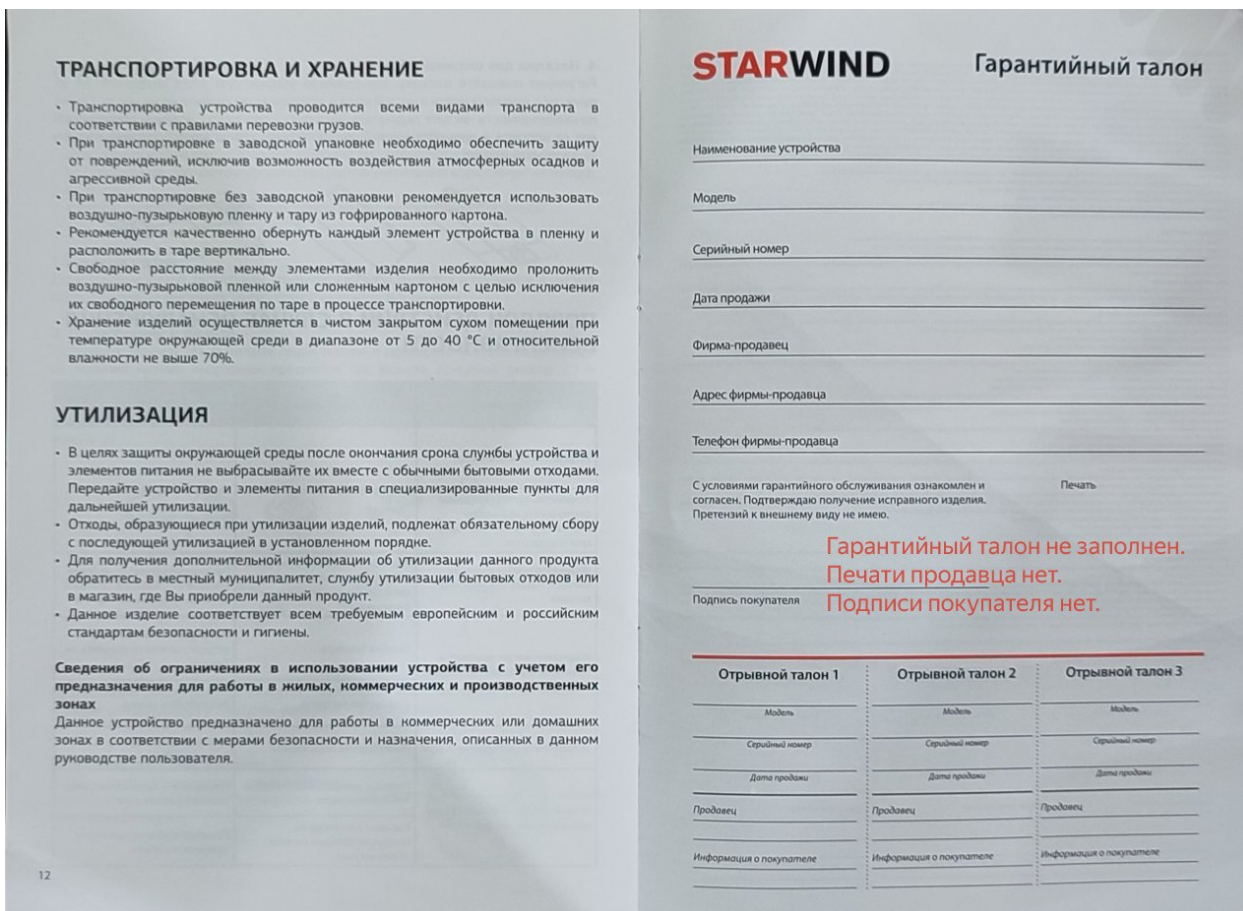 ТРАНСПОРТИРОВКА И ХРАНЕНИЕ
• Транспортировка устройства проводится всеми видами транспорта в
соответствии с правилами перевозки грузов.
• При транспортировке в заводской упаковке необходимо обеспечить защиту
от повреждений, исключив возможность воздействия атмосферных осадков и
агрессивной среды.
• При транспортировке без заводской упаковки рекомендуется использовать
воздушно-пузырьковую пленку и тару из гофрированного картона.
• Рекомендуется качественно обернуть каждый элемент устройства в пленку и
расположить в таре вертикально.
• Свободное расстояние между элементами изделия необходимо проложить
воздушно-пузырьковой пленкой или сложенным картоном с целью исключения
их свободного перемещения по таре в процессе транспортировки.
• Хранение изделий осуществляется в чистом закрытом сухом помещении при
температуре окружающей среди в диапазоне от 5 до 40 °С и относительной
влажности не выше 70%.
УТИЛИЗАЦИЯ
• В целях защиты окружающей среды после окончания срока службы устройства и
элементов питания не выбрасывайте их вместе с обычными бытовыми отходами.
Передайте устройство и элементы питания в специализированные пункты для
дальнейшей утилизации.
• Отходы, образующиеся при утилизации изделий, подлежат обязательному сбору
с последующей утилизацией в установленном порядке.
• Для получения дополнительной информации об утилизации данного продукта
обратитесь в местный муниципалитет, службу утилизации бытовых отходов или
в магазин, где Вы приобрели данный продукт.
• Данное изделие соответствует всем требуемым европейским и российским
стандартам безопасности и гигиены.
Сведения об ограничениях в использовании устройства с учетом его
предназначения для работы в жилых, коммерческих и производственных
зонах
Данное устройство предназначено для работы в коммерческих или домашних
зонах в соответствии с мерами безопасности и назначения, описанных в данном
руководстве пользователя.
12
STARWIND Гарантийный талон
Наименование устройства
Модель
Серийный номер
Дата продажи
Фирма-продавец
Адрес фирмы-продавца
Телефон фирмы-продавца
С условиями гарантийного обслуживания ознакомлен и Печать
согласен. Подтверждаю получение исправного изделия.
Претензий к внешнему виду не имею.
Гарантийный талон не заполнен.
Печати продавца нет.
Подпись покупателя Подписи покупателя нет.
Отрывной талон 1 Отрывной талон 2 Отрывной талон 3
Модель Модель Модель
Серийный номер Серийный номер Серийный номер
Дата продажи Дата продажи Дата продажи
Продавец Продавец Продавец
Информация о покупателе Информация о покупателе Информация о покупателе